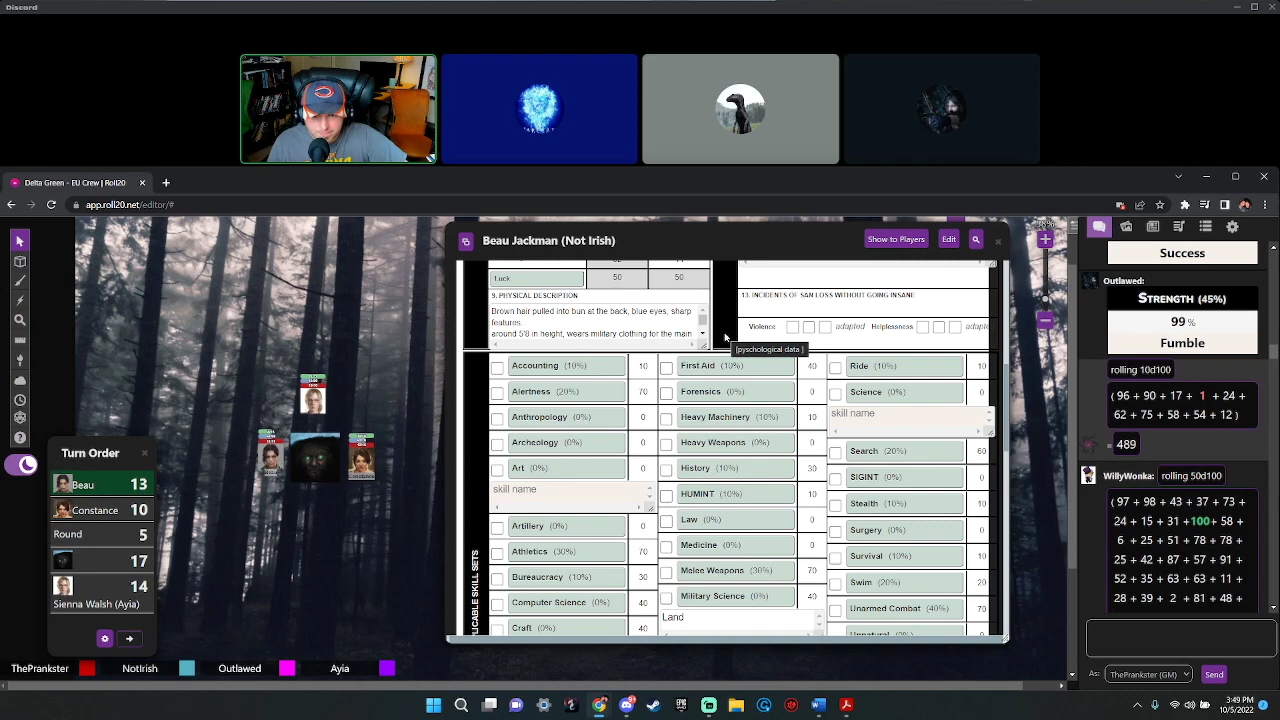 Discord
Delta Green - EU Crew | Roll20
app.roll20.net/editor/#
Beau Jackman (Not Irish)
Show to Players
Edit
Luck
50
50
9. PHYSICAL DESCRIPTION
Brown hair pulled into bun at the back, blue eyes, sharp
features.
around 5'8 in height, wears military clothing for the main
13. INCIDENTS OF SAN LOSS WITHOUT GOING INSANE
Violence
adapted
Helplessness
adapte
[pyschological data ]
APPLICABLE SKILL SETS
Accounting (10%)
10
Alertness (20%)
70
Anthropology (0%)
0
Archeology (0%)
0
Art (0%)
0
skill name
Artillery (0%)
0
Athletics (30%)
70
Bureaucracy (10%)
30
Computer Science (0%)
40
Craft (0%)
40
First Aid (10%)
40
Forensics (0%)
0
Heavy Machinery (10%)
10
Heavy Weapons (0%)
0
History (10%)
30
HUMINT (10%)
10
Law (0%)
0
Medicine (0%)
0
Melee Weapons (30%)
70
Military Science (0%)
40
Land
Ride (10%)
10
Science (0%)
0
skill name
Search (20%)
60
SIGINT (0%)
0
Stealth (10%)
10
Surgery (0%)
0
Survival (10%)
10
Swim (20%)
20
Unarmed Combat (40%)
70
Unnatural (0%)
Turn Order
Beau
13
Constance
10
Round
5
17
14
Sienna Walsh (Ayia)
ThePrankster
NotIrish
Outlawed
Ayia
Success
Outlawed:
STRENGTH (45%)
99 %
Fumble
rolling 10d100
( 96 + 90 + 17 + 1 + 24 +
62 + 75 + 58 + 54 + 12 )
= 489
WillyWonka:
rolling 50d100
( 97 + 98 + 43 + 37 + 73 +
24 + 15 + 31 +100 + 58 +
6 + 25 + 31 + 58 + 97 +
25 + 42 + 87 + 57 + 91 +
52 + 35 + 38 + 63 + 11 +
28 + 39 + 2 + 81 + 48 +
As:
ThePrankster (GM)
Send
3:49 PM
10/5/2022